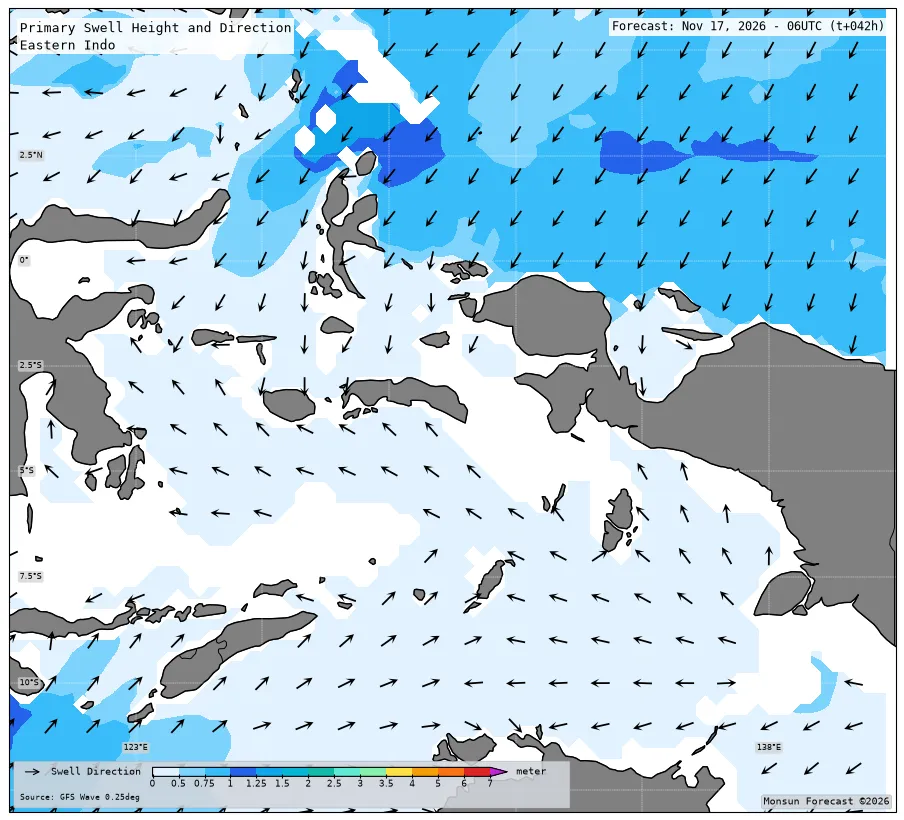 Primary Swell Height and Direction
Eastern Indo
Forecast: Nov 17, 2026 - 06UTC (t+042h)
2.5°N
0°
2.5°S
5°S
7.5°S
10°S
123°E
138°E
Swell Direction
0 0.5 0.75 1 1.25 1.5 2 2.5 3 3.5 4 5 6 7
meter
Source: GFS Wave 0.25deg
Monsun Forecast ©2026